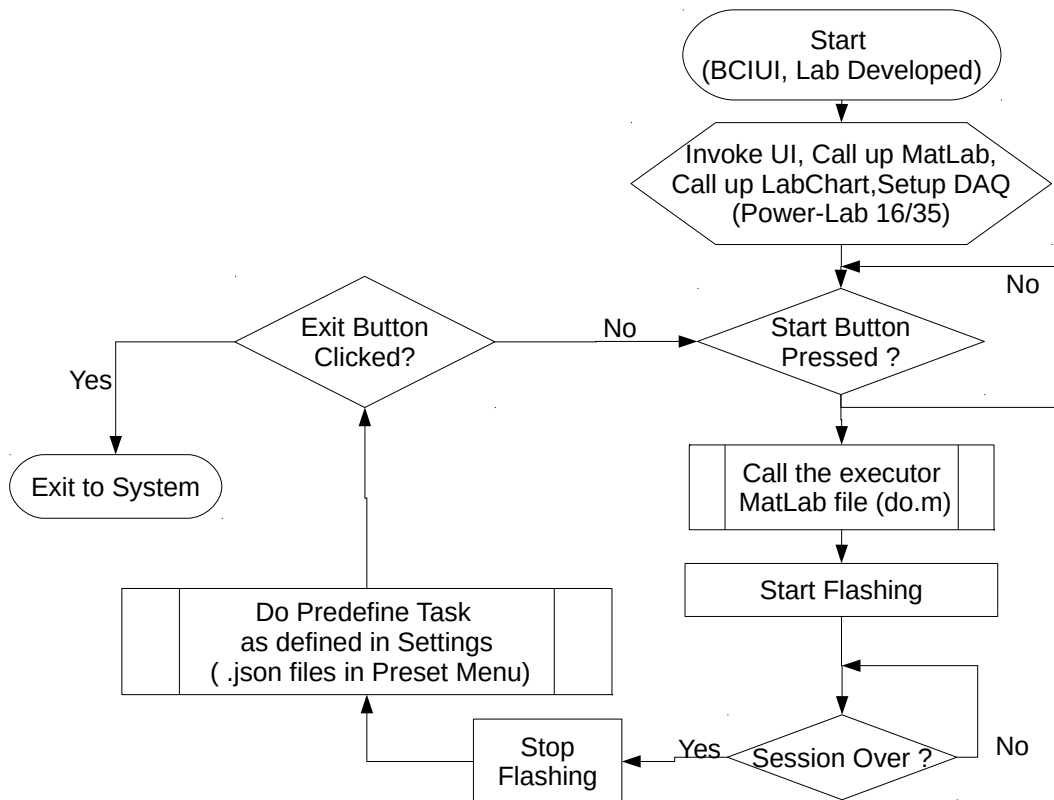 Start
(BCIUI, Lab Developed)
Invoke UI, Call up MatLab,
Call up LabChart,Setup DAQ
(Power-Lab 16/35)
No
Start Button
Pressed ?
No
Exit Button
Clicked?
Yes
Exit to System
Call the executor
MatLab file (do.m)
Start Flashing
Do Predefine Task
as defined in Settings
( .json files in Preset Menu)
Session Over ?
No
Yes
Stop
Flashing